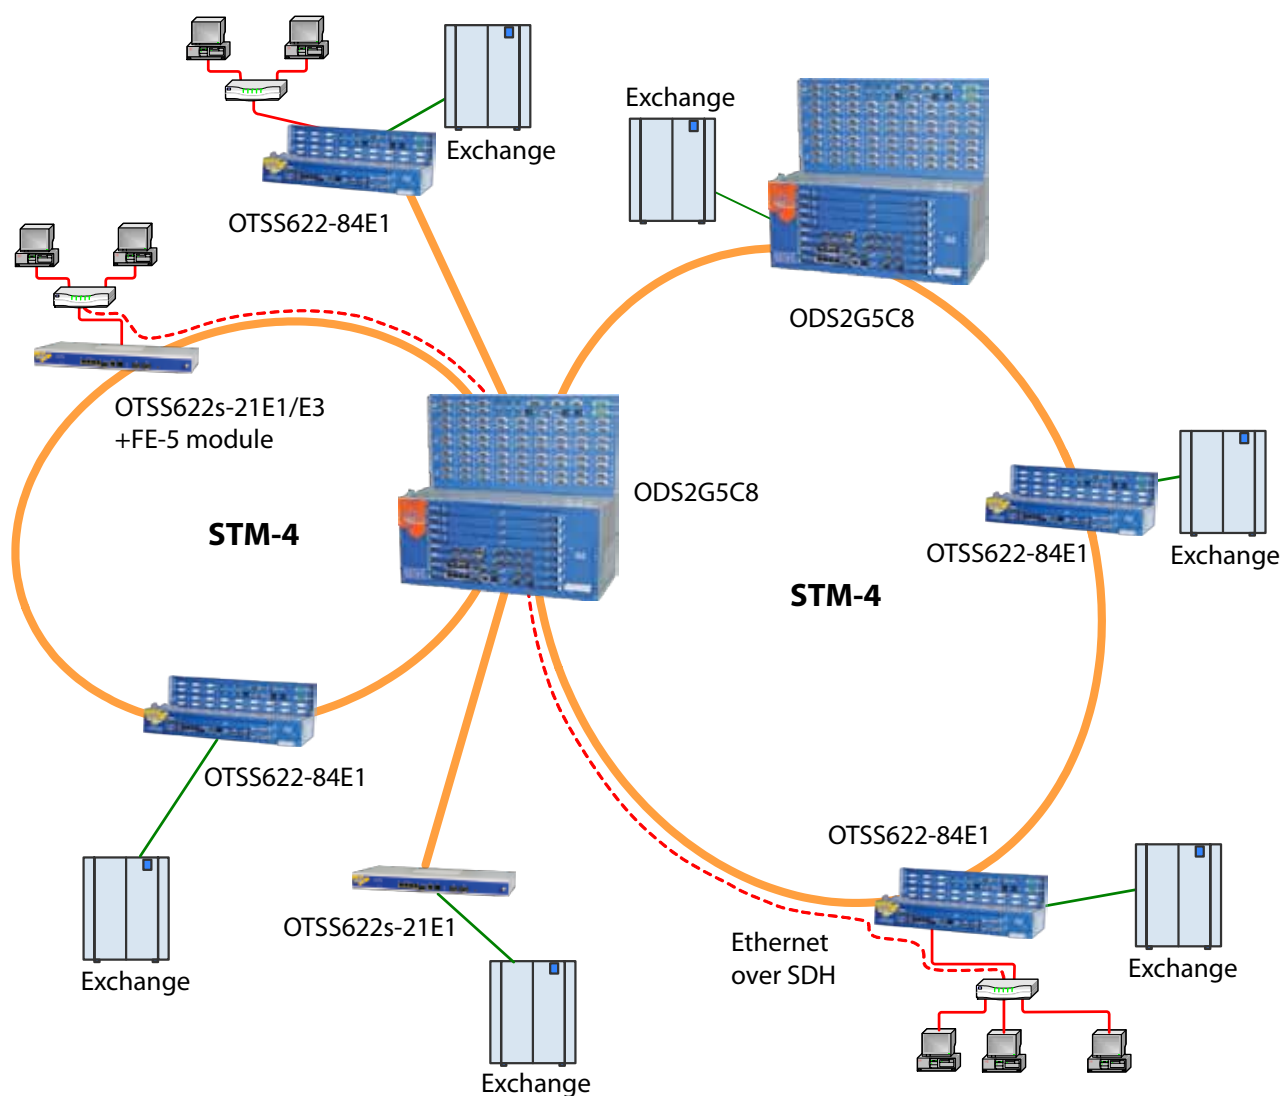 Exchange
Exchange
OTSS622-84E1
ODS2G5C8
OTSS622s-21E1/E3
+FE-5 module
ODS2G5C8
STM-4
OTSS622-84E1
Exchange
STM-4
OTSS622-84E1
OTSS622-84E1
OTSS622s-21E1
Ethernet
over SDH
Exchange
Exchange
Exchange